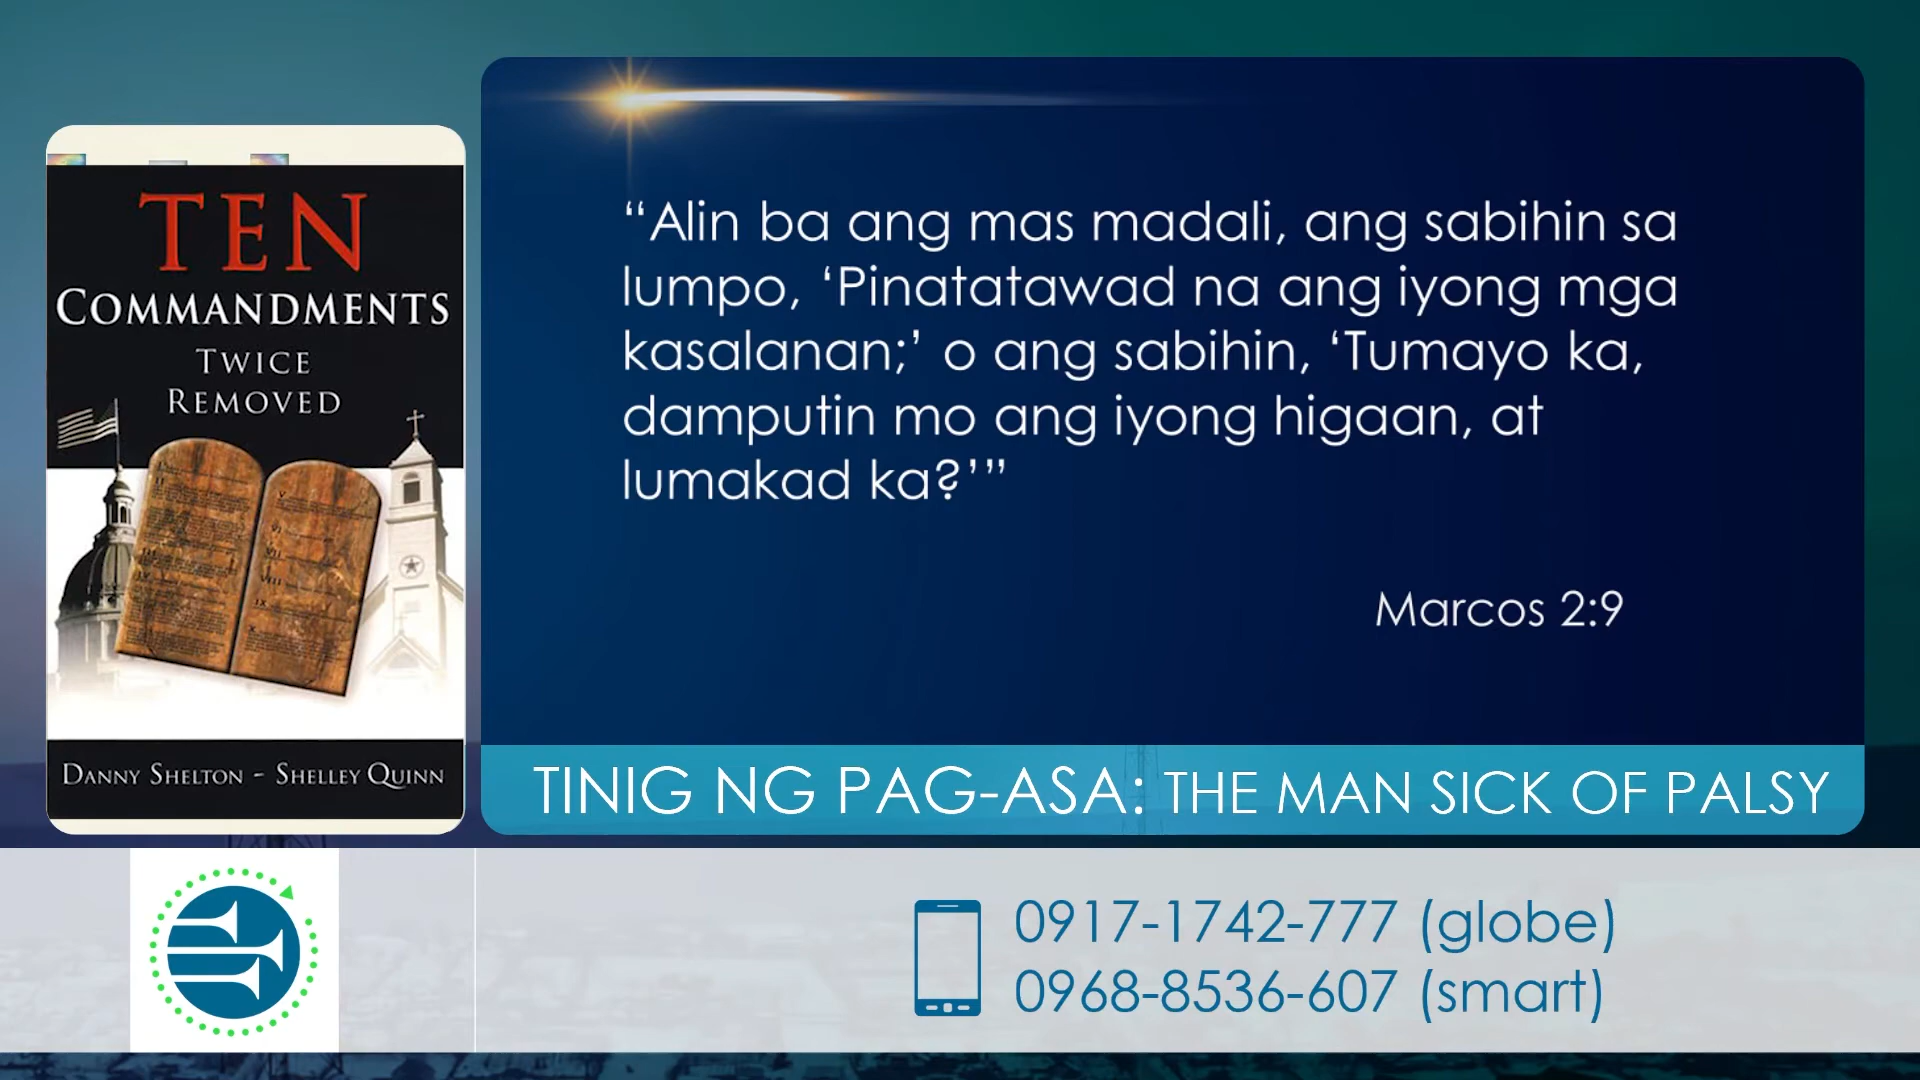 TEN
COMMANDMENTS
TWICE
REMOVED
DANNY SHELTON - SHELLEY QUINN
“Alin ba ang mas madali, ang sabihin sa
lumpo, ‘Pinatatawad na ang iyong mga
kasalanan;’ o ang sabihin, ‘Tumayo ka,
damputin mo ang iyong higaan, at
lumakad ka?’”
Marcos 2:9
TINIG NG PAG-ASA: THE MAN SICK OF PALSY
0917-1742-777 (globe)
0968-8536-607 (smart)